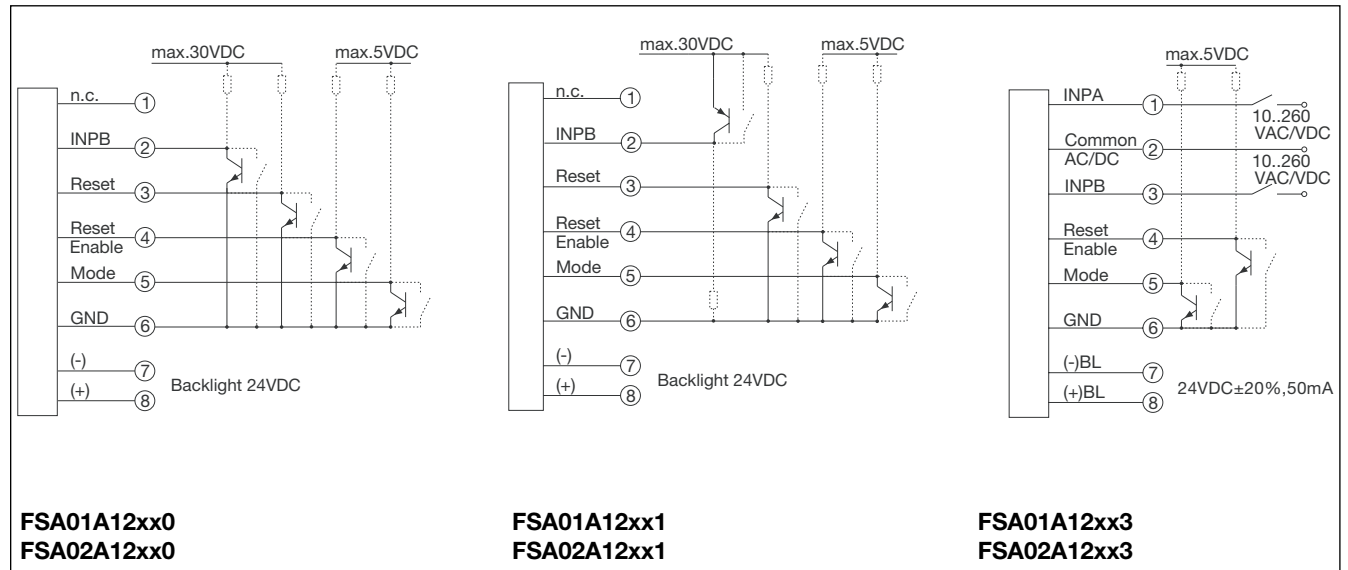 max.30VDC
max.5VDC
n.c.
1
INPB
2
Reset
3
Reset
Enable
4
Mode
5
GND
6
(-)
7
(+)
8
Backlight 24VDC
FSA01A12xx0
FSA02A12xx0
max.30VDC
max.5VDC
n.c.
1
INPB
2
Reset
3
Reset
Enable
4
Mode
5
GND
6
(-)
7
(+)
8
Backlight 24VDC
FSA01A12xx1
FSA02A12xx1
max.5VDC
INPA
1
10..260
VAC/VDC
Common
AC/DC
2
10..260
VAC/VDC
INPB
3
Reset
Enable
4
Mode
5
GND
6
(-)BL
7
(+)BL
8
24VDC±20%,50mA
FSA01A12xx3
FSA02A12xx3